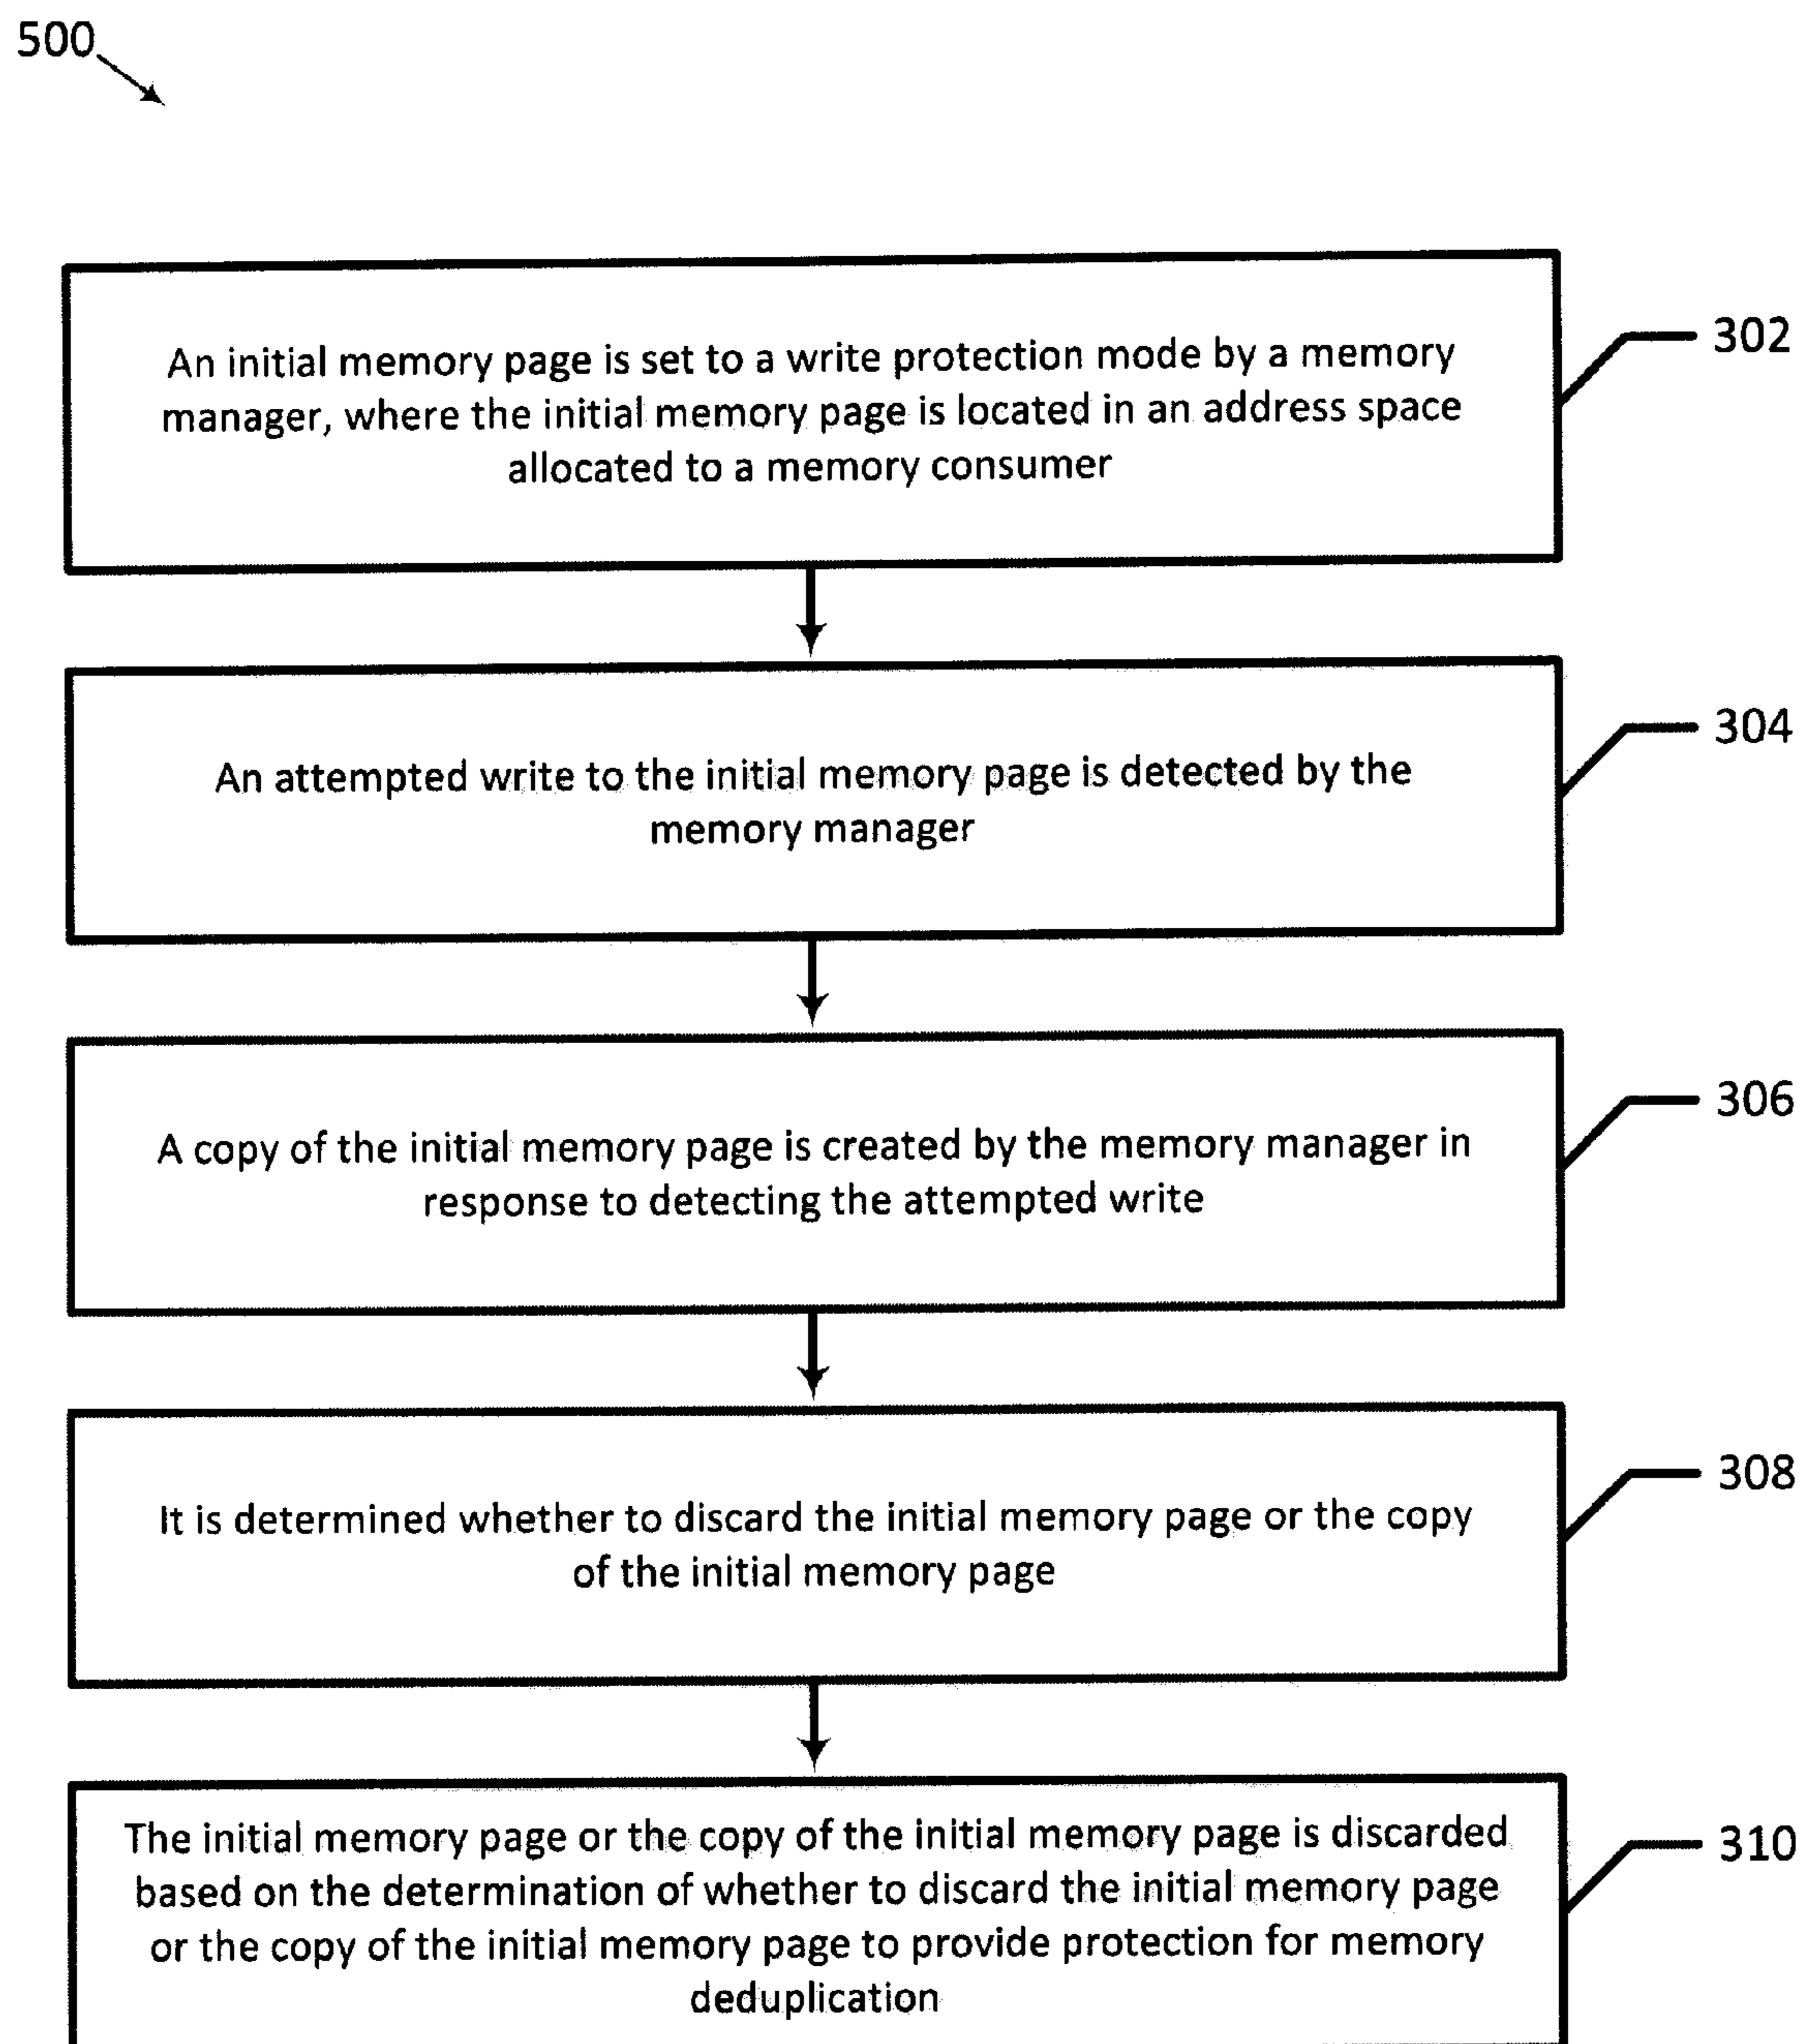 500
An initial memory page is set to a write protection mode by a memory
manager, where the initial memory page is located in an address space
allocated to a memory consumer
302
An attempted write to the initial memory page is detected by the
memory manager
304
A copy of the initial memory page is created by the memory manager in
response to detecting the attempted write
306
It is determined whether to discard the initial memory page or the copy
of the initial memory page
308
The initial memory page or the copy of the initial memory page is discarded
based on the determination of whether to discard the initial memory page
or the copy of the initial memory page to provide protection for memory
deduplication
310